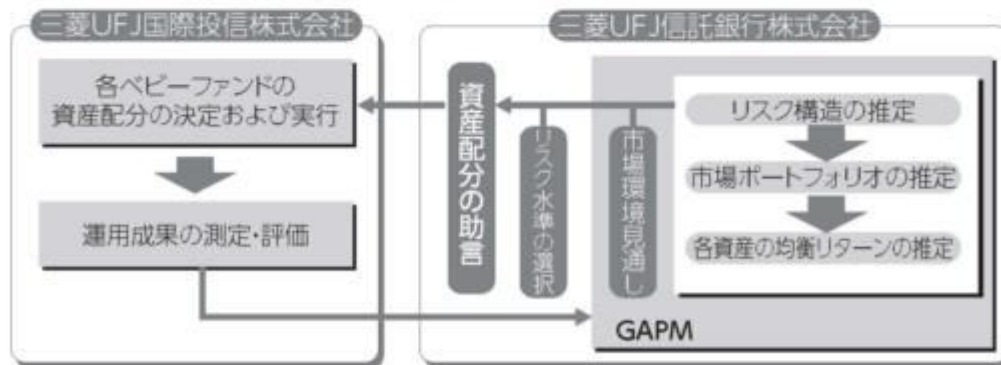 三菱UFJ国際投信株式会社
各ベビーファンドの
資産配分の決定および実行
運用成果の測定・評価
三菱UFJ信託銀行株式会社
資産配分の助言
リスク水準の選択
市場環境見通し
リスク構造の推定
市場ポートフォリオの推定
各資産の均衡リターンの推定
GAPM